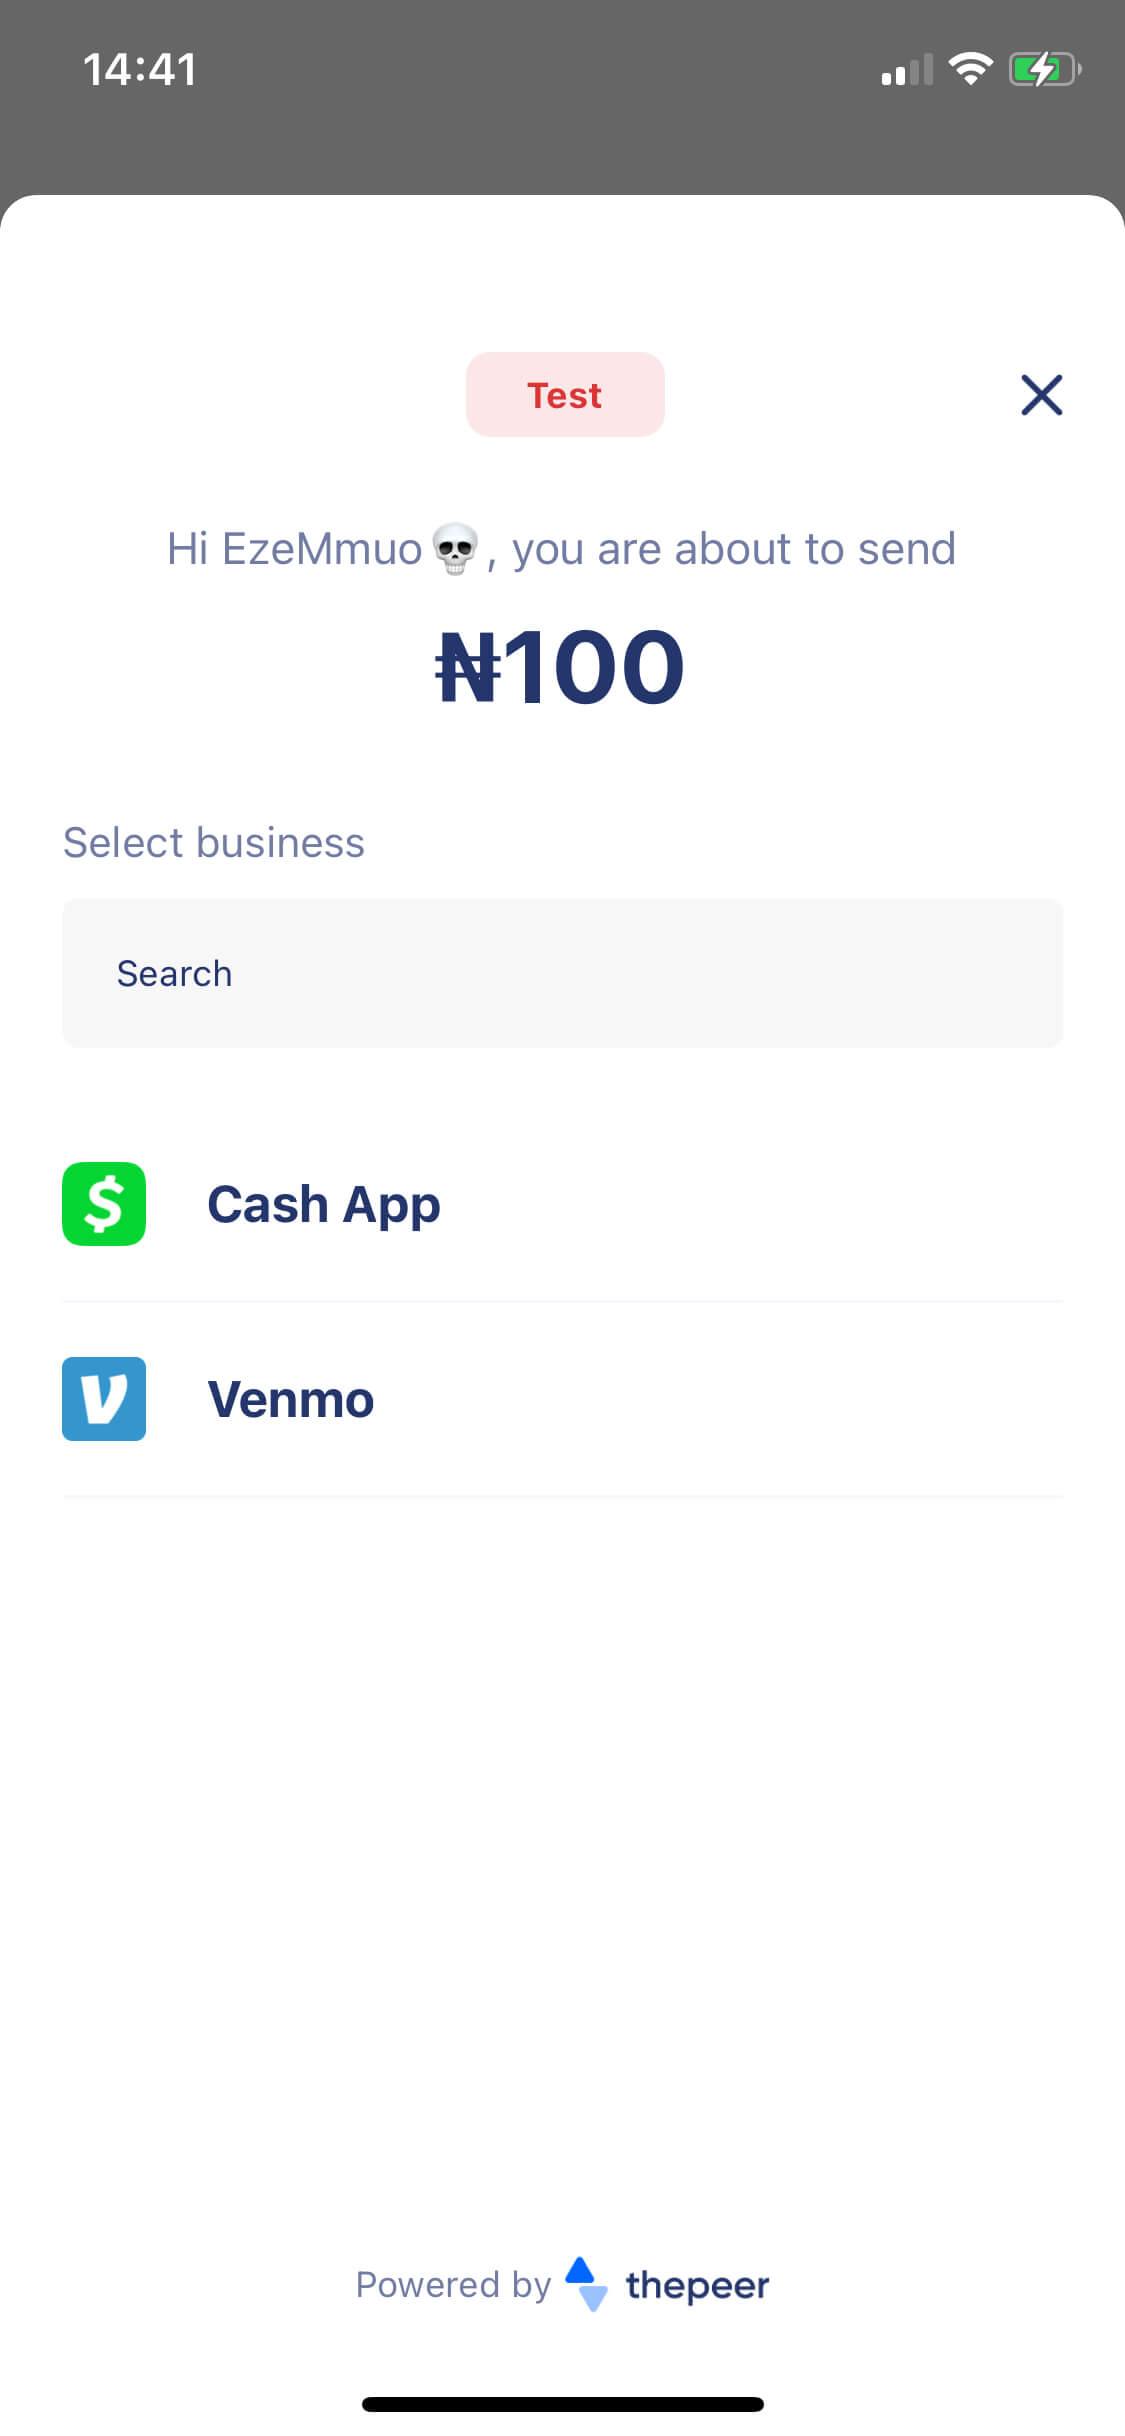 14:41
Test
Hi EzeMmuo💀, you are about to send
₦100
Select business
Search
Cash App
Venmo
Powered by thepeer